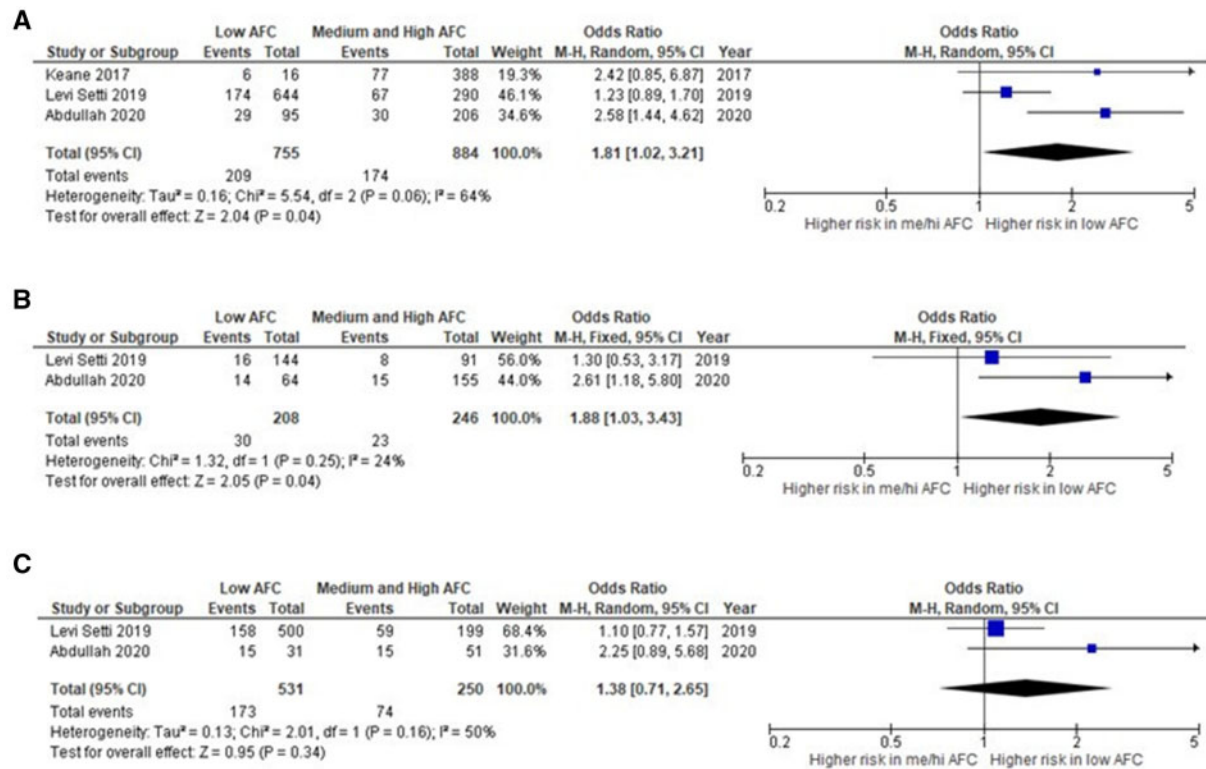 A
Low AFC Medium and High AFC Odds Ratio Odds Ratio
Study or Subgroup Events Total Events Total Weight M-H, Random, 95% CI Year M-H, Random, 95% CI
Keane 2017 6 16 77 388 19.3% 2.42 [0.85, 6.87] 2017
Levi Setti 2019 174 644 67 290 46.1% 1.23 [0.89, 1.70] 2019
Abdullah 2020 29 95 30 206 34.6% 2.58 [1.44, 4.62] 2020
Total (95% CI) 755 884 100.0% 1.81 [1.02, 3.21]
Total events 209 174
Heterogeneity: Tau² = 0.16; Chi² = 5.54, df = 2 (P = 0.06); I² = 64%
Test for overall effect: Z = 2.04 (P = 0.04)
0.2 0.5 1 2 5
Higher risk in me/hi AFC Higher risk in low AFC
B
Low AFC Medium and High AFC Odds Ratio Odds Ratio
Study or Subgroup Events Total Events Total Weight M-H, Fixed, 95% CI Year M-H, Fixed, 95% CI
Levi Setti 2019 16 144 8 91 56.0% 1.30 [0.53, 3.17] 2019
Abdullah 2020 14 64 15 155 44.0% 2.61 [1.18, 5.80] 2020
Total (95% CI) 208 246 100.0% 1.88 [1.03, 3.43]
Total events 30 23
Heterogeneity: Chi² = 1.32, df = 1 (P = 0.25); I² = 24%
Test for overall effect: Z = 2.05 (P = 0.04)
0.2 0.5 1 2 5
Higher risk in me/hi AFC Higher risk in low AFC
C
Low AFC Medium and High AFC Odds Ratio Odds Ratio
Study or Subgroup Events Total Events Total Weight M-H, Random, 95% CI Year M-H, Random, 95% CI
Levi Setti 2019 158 500 59 199 68.4% 1.10 [0.77, 1.57] 2019
Abdullah 2020 15 31 15 51 31.6% 2.25 [0.89, 5.68] 2020
Total (95% CI) 531 250 100.0% 1.38 [0.71, 2.65]
Total events 173 74
Heterogeneity: Tau² = 0.13; Chi² = 2.01, df = 1 (P = 0.16); I² = 50%
Test for overall effect: Z = 0.95 (P = 0.34)
0.2 0.5 1 2 5
Higher risk in me/hi AFC Higher risk in low AFC